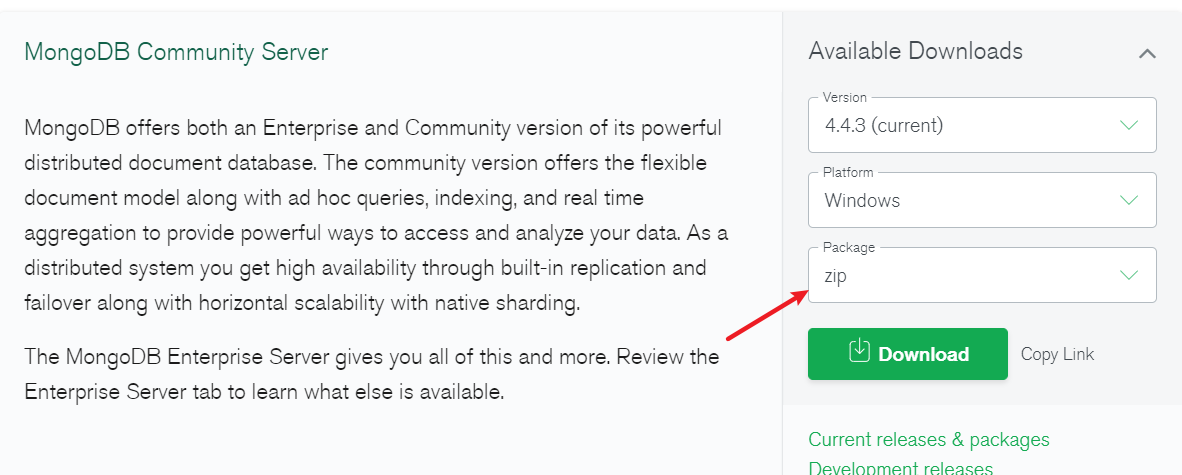 MongoDB Community Server
MongoDB offers both an Enterprise and Community version of its powerful
distributed document database. The community version offers the flexible
document model along with ad hoc queries, indexing, and real time
aggregation to provide powerful ways to access and analyze your data. As a
distributed system you get high availability through built-in replication and
failover along with horizontal scalability with native sharding.
The MongoDB Enterprise Server gives you all of this and more. Review the
Enterprise Server tab to learn what else is available.
Available Downloads
Version
4.4.3 (current)
Platform
Windows
Package
zip
Download
Copy Link
Current releases & packages
Development releases